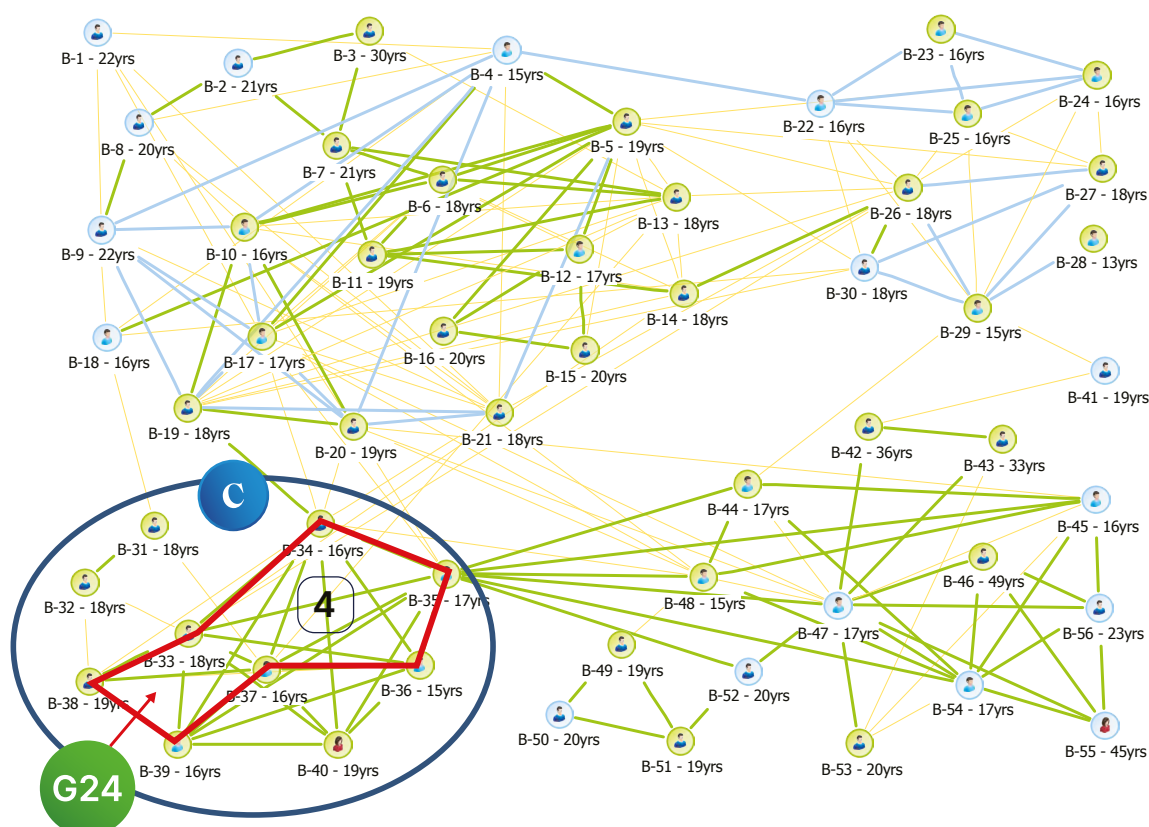 B-1 - 22yrs
B-2 - 21yrs
B-3 - 30yrs
B-4 - 15yrs
B-23 - 16yrs
B-24 - 16yrs
B-22 - 16yrs
B-25 - 16yrs
B-8 - 20yrs
B-5 - 19yrs
B-7 - 21yrs
B-6 - 18yrs
B-13 - 18yrs
B-26 - 18yrs
B-27 - 18yrs
B-9 - 22yrs
B-10 - 16yrs
B-11 - 19yrs
B-12 - 17yrs
B-28 - 13yrs
B-30 - 18yrs
B-14 - 18yrs
B-29 - 15yrs
B-18 - 16yrs
B-17 - 17yrs
B-16 - 20yrs
B-15 - 20yrs
B-41 - 19yrs
B-19 - 18yrs
B-20 - 19yrs
B-21 - 18yrs
B-42 - 36yrs
B-43 - 33yrs
C
B-44 - 17yrs
B-45 - 16yrs
B-31 - 18yrs
B-34 - 16yrs
B-46 - 49yrs
4
B-35 - 17yrs
B-48 - 15yrs
B-32 - 18yrs
B-47 - 17yrs
B-56 - 23yrs
B-33 - 18yrs
B-49 - 19yrs
B-38 - 19yrs
B-37 - 16yrs
B-36 - 15yrs
B-52 - 20yrs
B-54 - 17yrs
B-50 - 20yrs
B-55 - 45yrs
B-39 - 16yrs
B-40 - 19yrs
B-51 - 19yrs
B-53 - 20yrs
G24